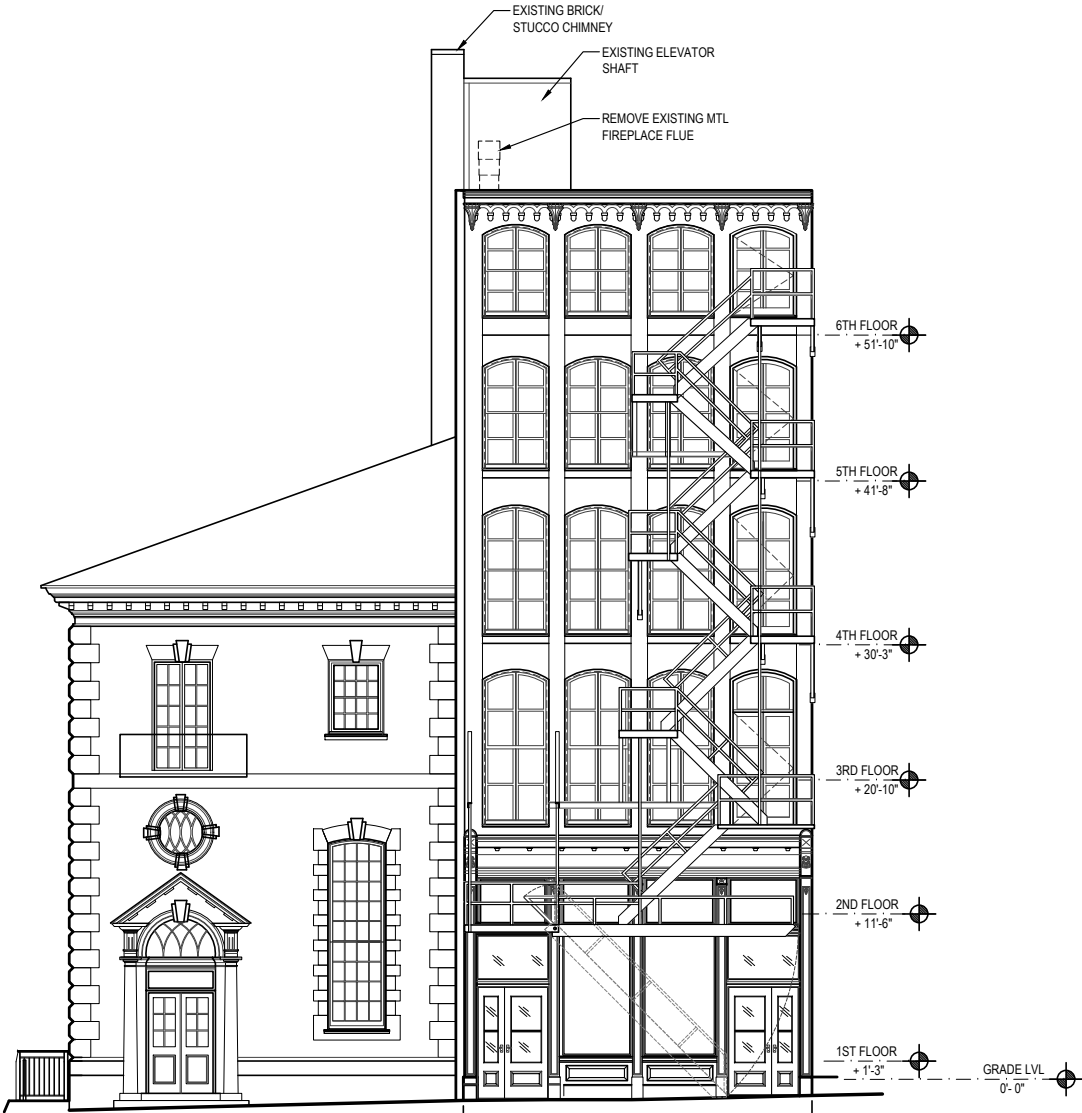 EXISTING BRICK/
STUCCO CHIMNEY
EXISTING ELEVATOR
SHAFT
REMOVE EXISTING MTL
FIREPLACE FLUE
6TH FLOOR
+ 51'-10"
5TH FLOOR
+ 41'-8"
4TH FLOOR
+ 30'-3"
3RD FLOOR
+ 20'-10"
2ND FLOOR
+ 11'-6"
1ST FLOOR
+ 1'-3"
GRADE LVL
0'- 0"